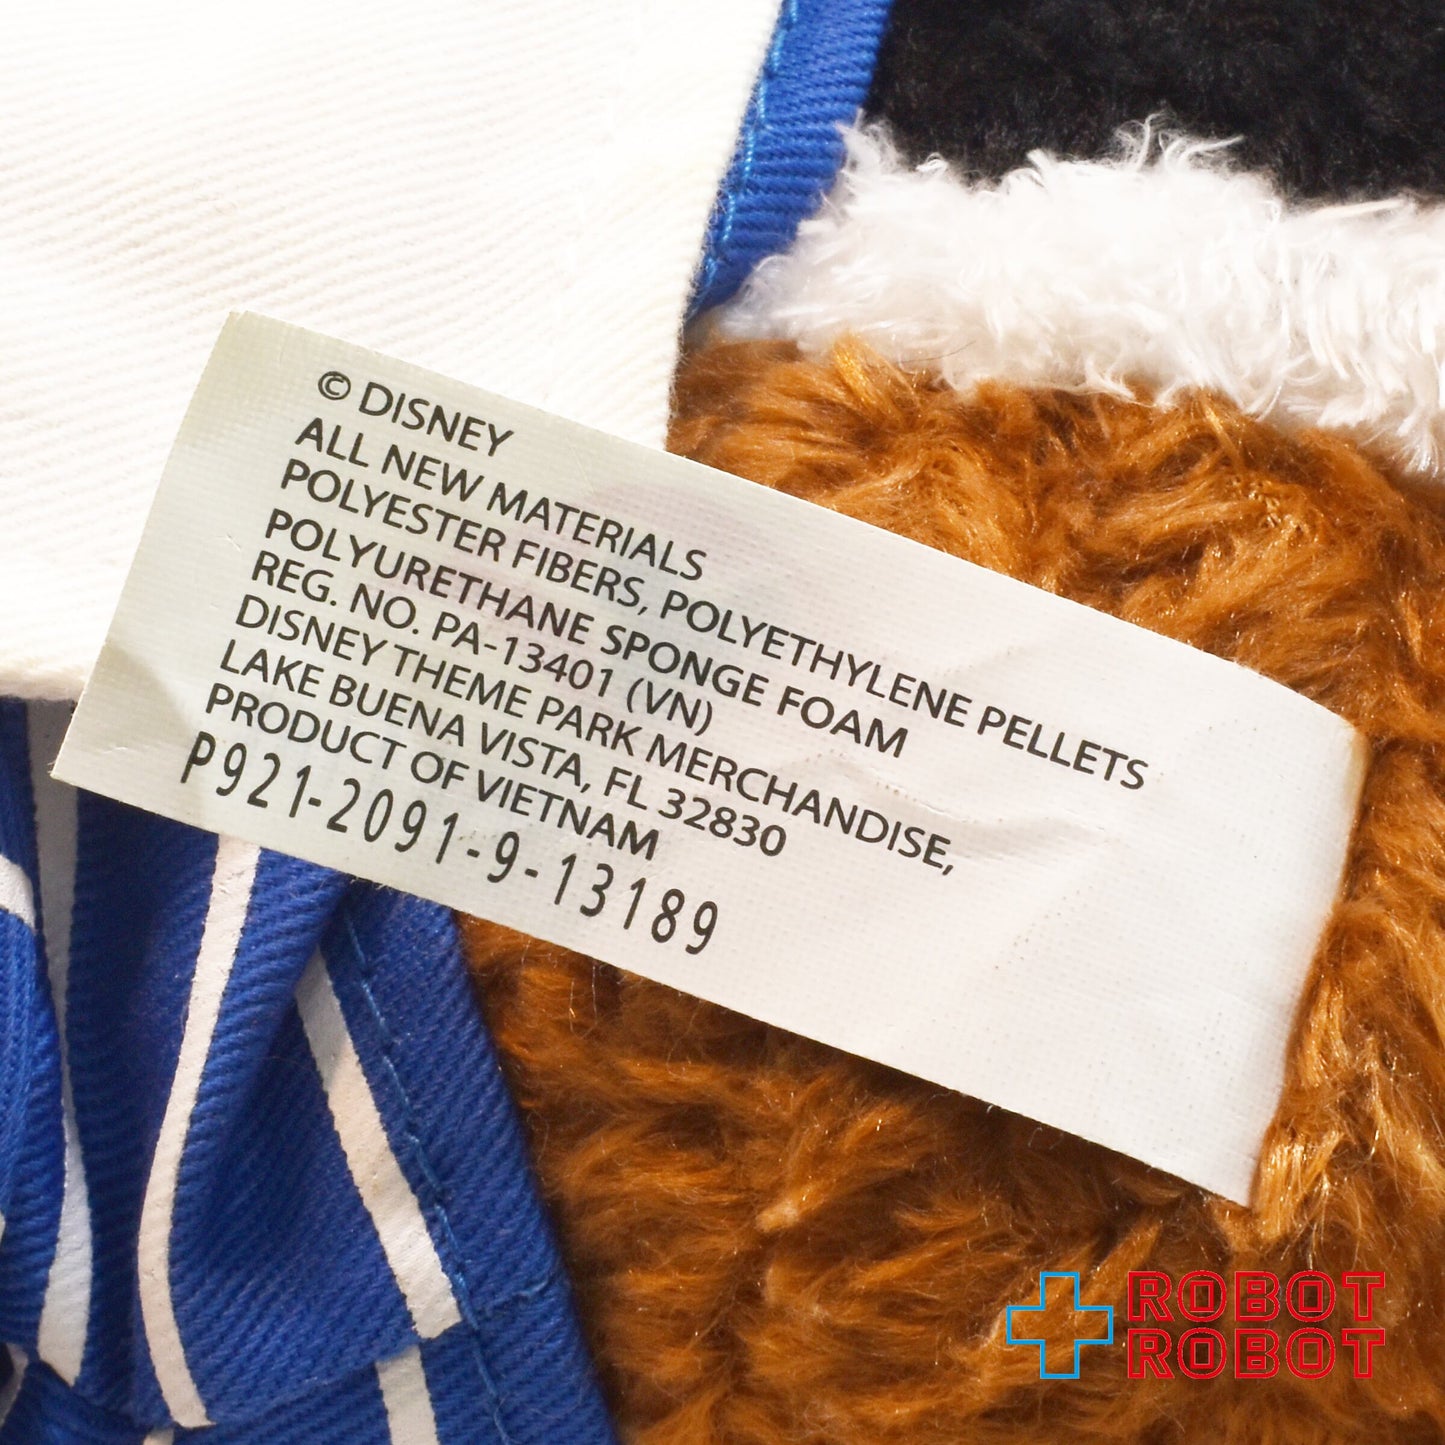 © DISNEY
ALL NEW MATERIALS
POLYESTER FIBERS, POLYETHYLENE PELLETS
POLYURETHANE SPONGE FOAM
REG. NO. PA-13401 (VN)
DISNEY THEME PARK MERCHANDISE,
LAKE BUENA VISTA, FL 32830
PRODUCT OF VIETNAM
P921-2091-9-13189
ROBOT
ROBOT